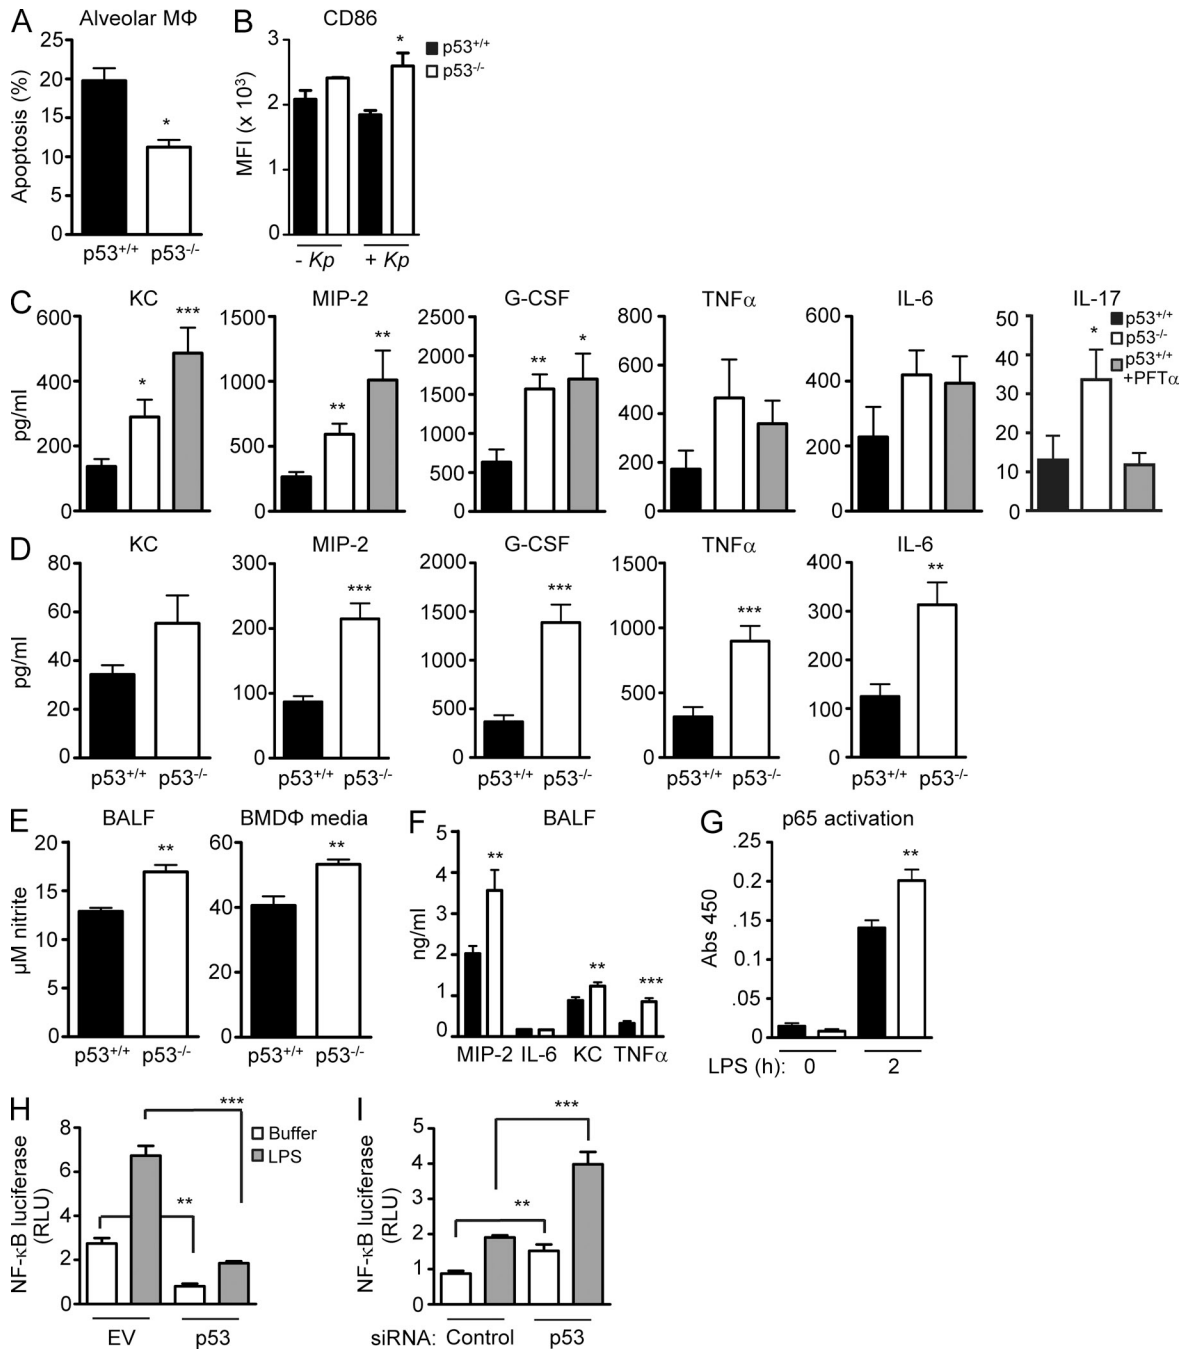 A Alveolar MΦ
Apoptosis (%)
25
20
15
10
5
0
*
p53+/+ p53-/-
B CD86
MFI (x 10³)
3
2
1
0
*
p53+/+
p53-/-
- Kp + Kp
C
pg/ml
KC
600
400
200
0
* ***
MIP-2
1500
1000
500
0
** **
G-CSF
2500
2000
1500
1000
500
0
** *
TNFα
800
600
400
200
0
IL-6
600
400
200
0
IL-17
50
40
30
20
10
0
*
p53+/+
p53-/-
p53+/+
+PFTα
D
pg/ml
KC
80
60
40
20
0
p53+/+ p53-/-
MIP-2
300
200
100
0
***
p53+/+ p53-/-
G-CSF
2000
1500
1000
500
0
***
p53+/+ p53-/-
TNFα
1500
1000
500
0
***
p53+/+ p53-/-
IL-6
400
300
200
100
0
**
p53+/+ p53-/-
E BALF
µM nitrite
20
15
10
5
0
**
p53+/+ p53-/-
BMDΦ media
60
40
20
0
**
p53+/+ p53-/-
F BALF
ng/ml
5
4
3
2
1
0
** ** ***
MIP-2 IL-6 KC TNFα
G p65 activation
Abs 450
.25
0.2
.15
0.1
.05
0
**
LPS (h): 0 2
H
NF-κB luciferase
(RLU)
8
6
4
2
0
***
**
Buffer
LPS
EV p53
I
NF-κB luciferase
(RLU)
5
4
3
2
1
0
***
**
siRNA: Control p53